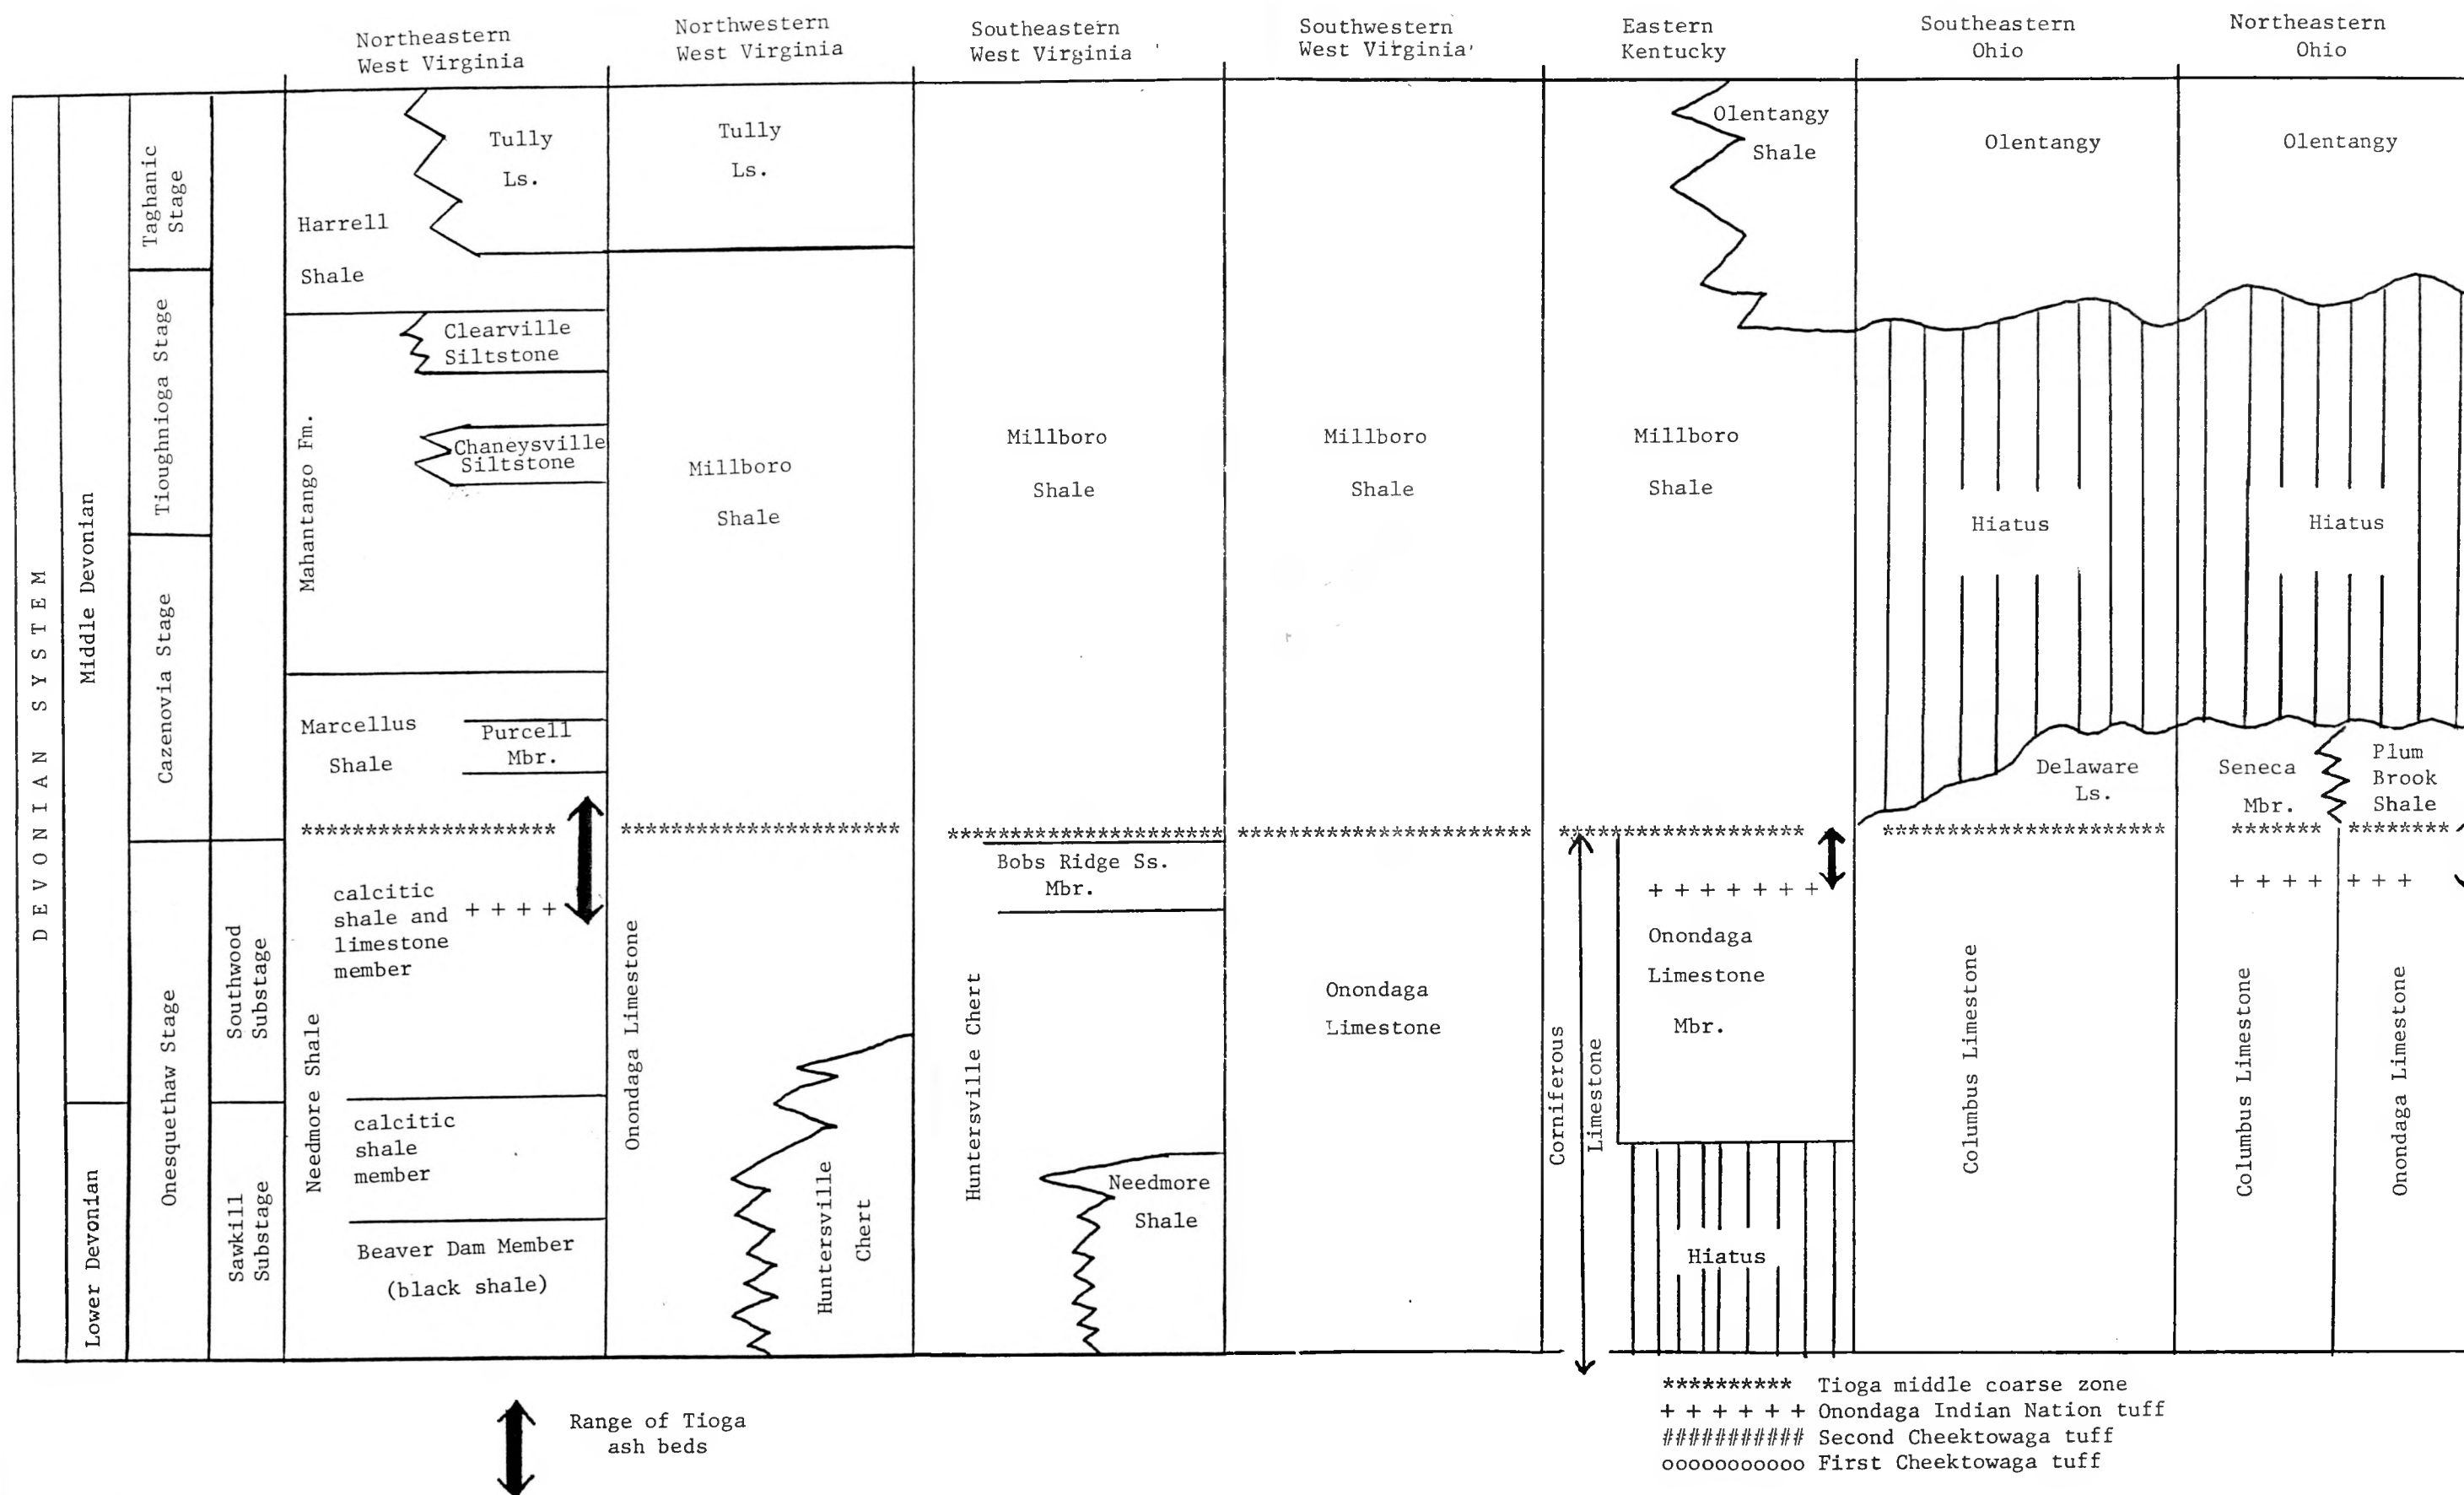 Northeastern
West Virginia
Northwestern
West Virginia
Southeastern
West Virginia
Southwestern
West Virginia
Eastern
Kentucky
Southeastern
Ohio
Northeastern
Ohio
DEVONIAN SYSTEM
Middle Devonian
Lower Devonian
Taghanic
Stage
Tioughnioga Stage
Cazenovia Stage
Onesquethaw Stage
Southwood
Substage
Sawkill
Substage
Harrell
Shale
Tully
Ls.
Clearville
Siltstone
Chaneysville
Siltstone
Mahantango Fm.
Marcellus
Shale
Purcell
Mbr.
********************
calcitic
shale and
limestone
member
+ + + +
Needmore Shale
calcitic
shale
member
Beaver Dam Member
(black shale)
Tully
Ls.
Millboro
Shale
**********************
Onondaga Limestone
Huntersville
Chert
Millboro
Shale
**********************
Bobs Ridge Ss.
Mbr.
Huntersville Chert
Needmore
Shale
Millboro
Shale
***********************
Onondaga
Limestone
Olentangy
Shale
Millboro
Shale
*******************
+ + + + + + +
Onondaga
Limestone
Mbr.
Corniferous
Limestone
Hiatus
Olentangy
Hiatus
Delaware
Ls.
**********************
Columbus Limestone
Olentangy
Hiatus
Seneca
Mbr.
Plum
Brook
Shale
******* ********
+ + + + + + +
Columbus Limestone
Onondaga Limestone
Range of Tioga
ash beds
********** Tioga middle coarse zone
+ + + + + + Onondaga Indian Nation tuff
########### Second Cheektowaga tuff
ooooooooooo First Cheektowaga tuff